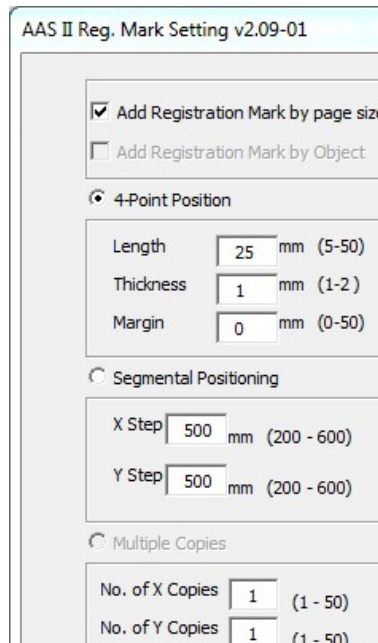 AAS II Reg. Mark Setting v2.09-01
Add Registration Mark by page
Add Registration Mark by Object
4-Point Position
Length 25 mm (5-50)
Thickness 1 mm (1-2 )
Margin 0 mm (0-50)
Segmental Positioning
X Step 500 mm (200 - 600)
Y Step 500 mm (200 - 600)
Multiple Copies
No. of X Copies 1 (1 - 50)
No. of Y Copies 1 (1 - 50)